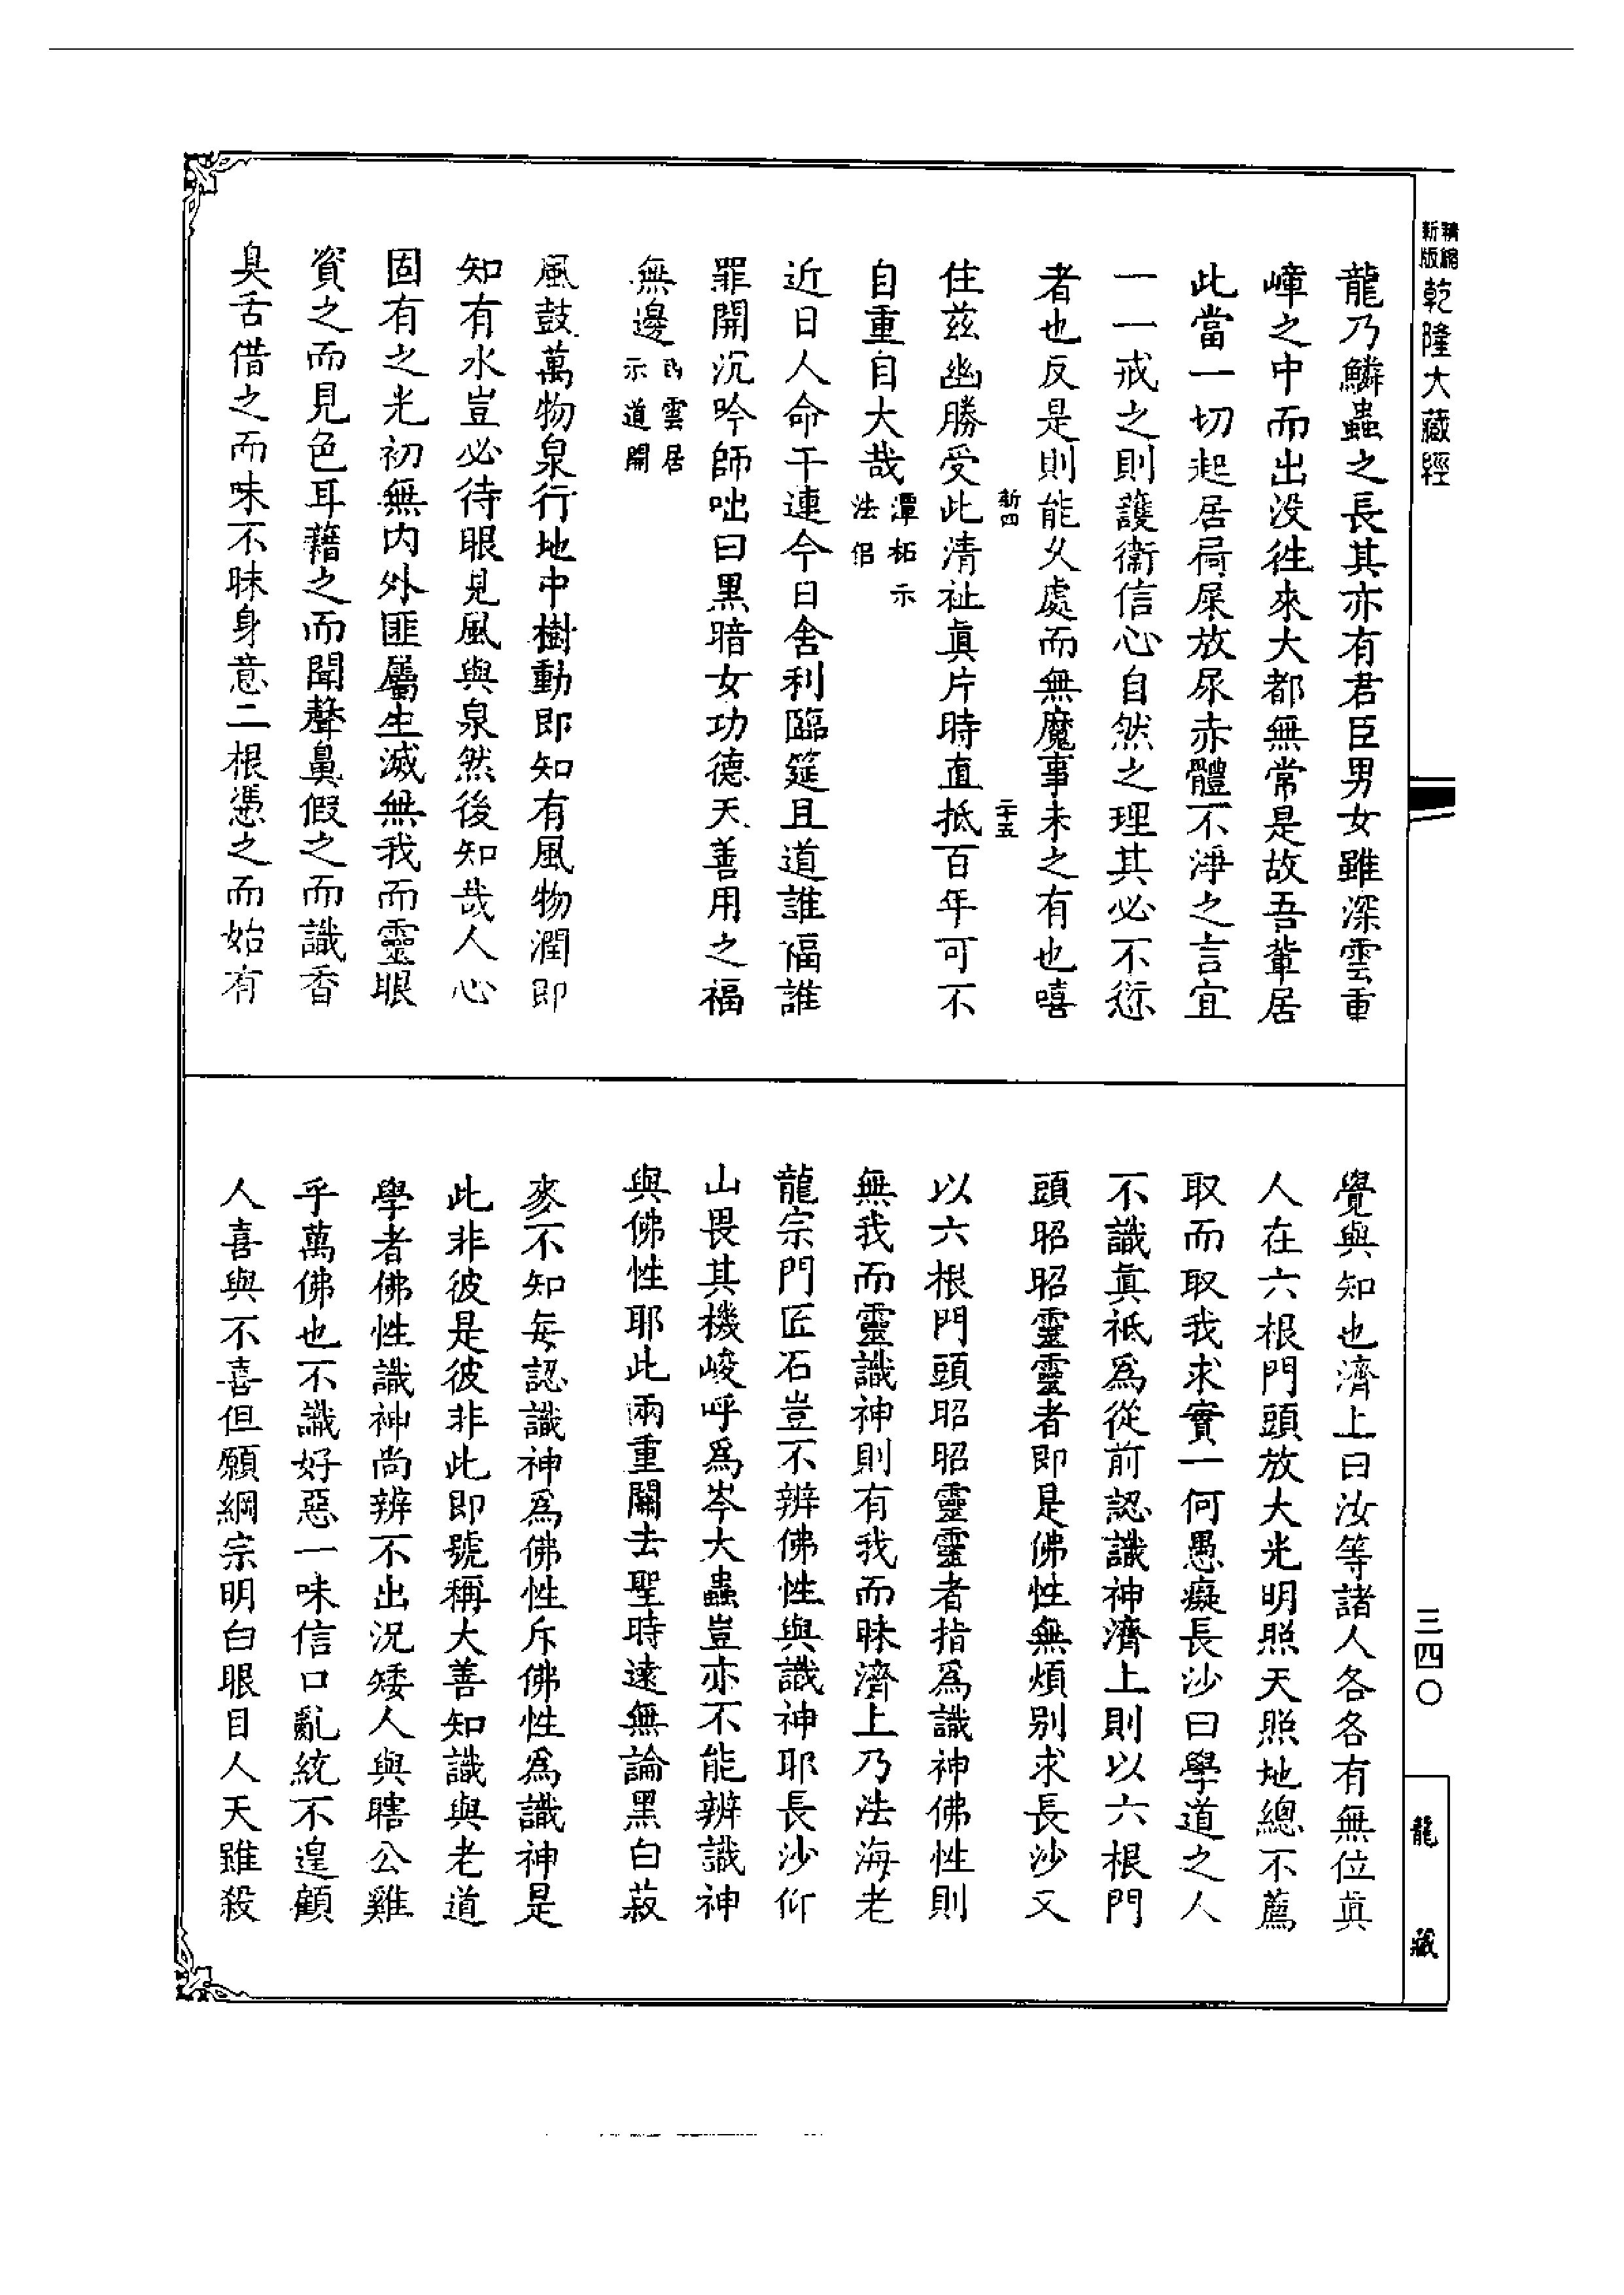 精縮新版乾隆大藏經
龍乃鱗蟲之長其亦有君臣男女雖深雲重
嶂之中而出没徃來大都無常是故吾輩居
此當一切起居屙屎放尿赤體不淨之言宜
一一戒之則護衛信心自然之理其必不愆
者也反是則能乆處而無魔事未之有也嘻
新四 二十五
住兹幽勝受此清祉眞片時直抵百年可不
自重自大哉潭柘示法侣
近日人命干連今日舍利臨筵且道誰福誰
罪開沉吟師咄曰黑暗女功德天善用之福
無邊雲居示道開
風鼓萬物泉行地中樹動即知有風物潤即
知有水豈必待眼見風與泉然後知哉人心
固有之光初無内外匪屬生滅無我而靈眼
資之而見色耳藉之而聞聲鼻假之而識香
舌借之而味不昧身意二根憑之而始有
覺與知也濟上曰汝等諸人各各有無位眞
人在六根門頭放大光明照天照地總不薦
取而取我求實一何愚癡長沙曰學道之人
不識眞祇爲從前認識神濟上則以六根門
頭昭昭靈靈者即是佛性無煩别求長沙又
以六根門頭昭昭靈靈者指爲識神佛性則
無我而靈識神則有我而昧濟上乃法海老
龍宗門匠石豈不辨佛性與識神耶長沙仰
山畏其機峻呼爲岑大蟲豈亦不能辨識神
與佛性耶此兩重關去聖時遠無論黑白菽
麥不知每認識神爲佛性斥佛性爲識神是
此非彼是彼非此即號稱大善知識與老道
學者佛性識神尚辨不出況矮人與瞎公雞
乎萬佛也不識好惡一味信口亂統不遑顧
人喜與不喜但願綱宗明白眼目人天雖殺
三四〇
龍藏